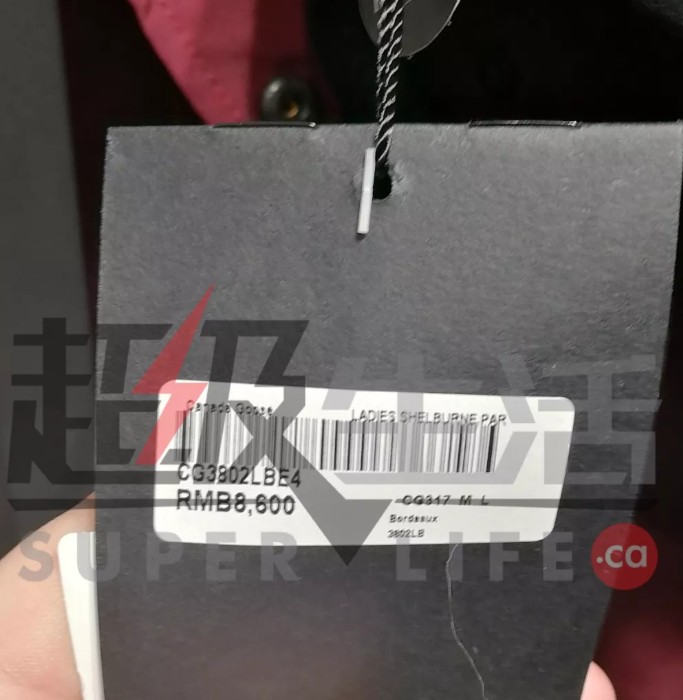 Canada Goose LADIES SHELBURNE PAR
CG3802LBE4
RMB8,600
CG317 M L
Bordeaux
3802LB
超级生活
SUPER LIFE .ca